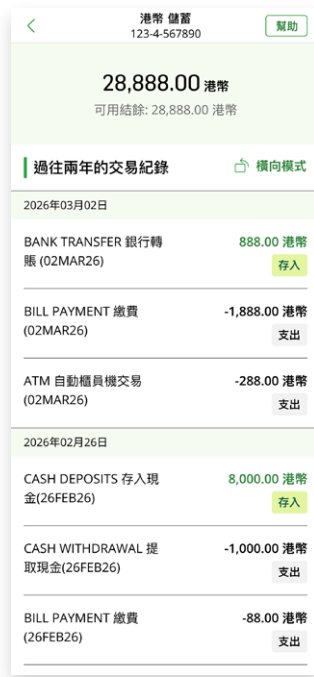 港幣 儲蓄
123-4-567890
幫助
28,888.00 港幣
可用結餘: 28,888.00 港幣
過往兩年的交易紀錄
橫向模式
2026年03月02日
BANK TRANSFER 銀行轉
賬 (02MAR26)
888.00 港幣
存入
BILL PAYMENT 繳費
(02MAR26)
-1,888.00 港幣
支出
ATM 自動櫃員機交易
(02MAR26)
-288.00 港幣
支出
2026年02月26日
CASH DEPOSITS 存入現
金(26FEB26)
8,000.00 港幣
存入
CASH WITHDRAWAL 提
取現金(26FEB26)
-1,000.00 港幣
支出
BILL PAYMENT 繳費
(26FEB26)
-88.00 港幣
支出